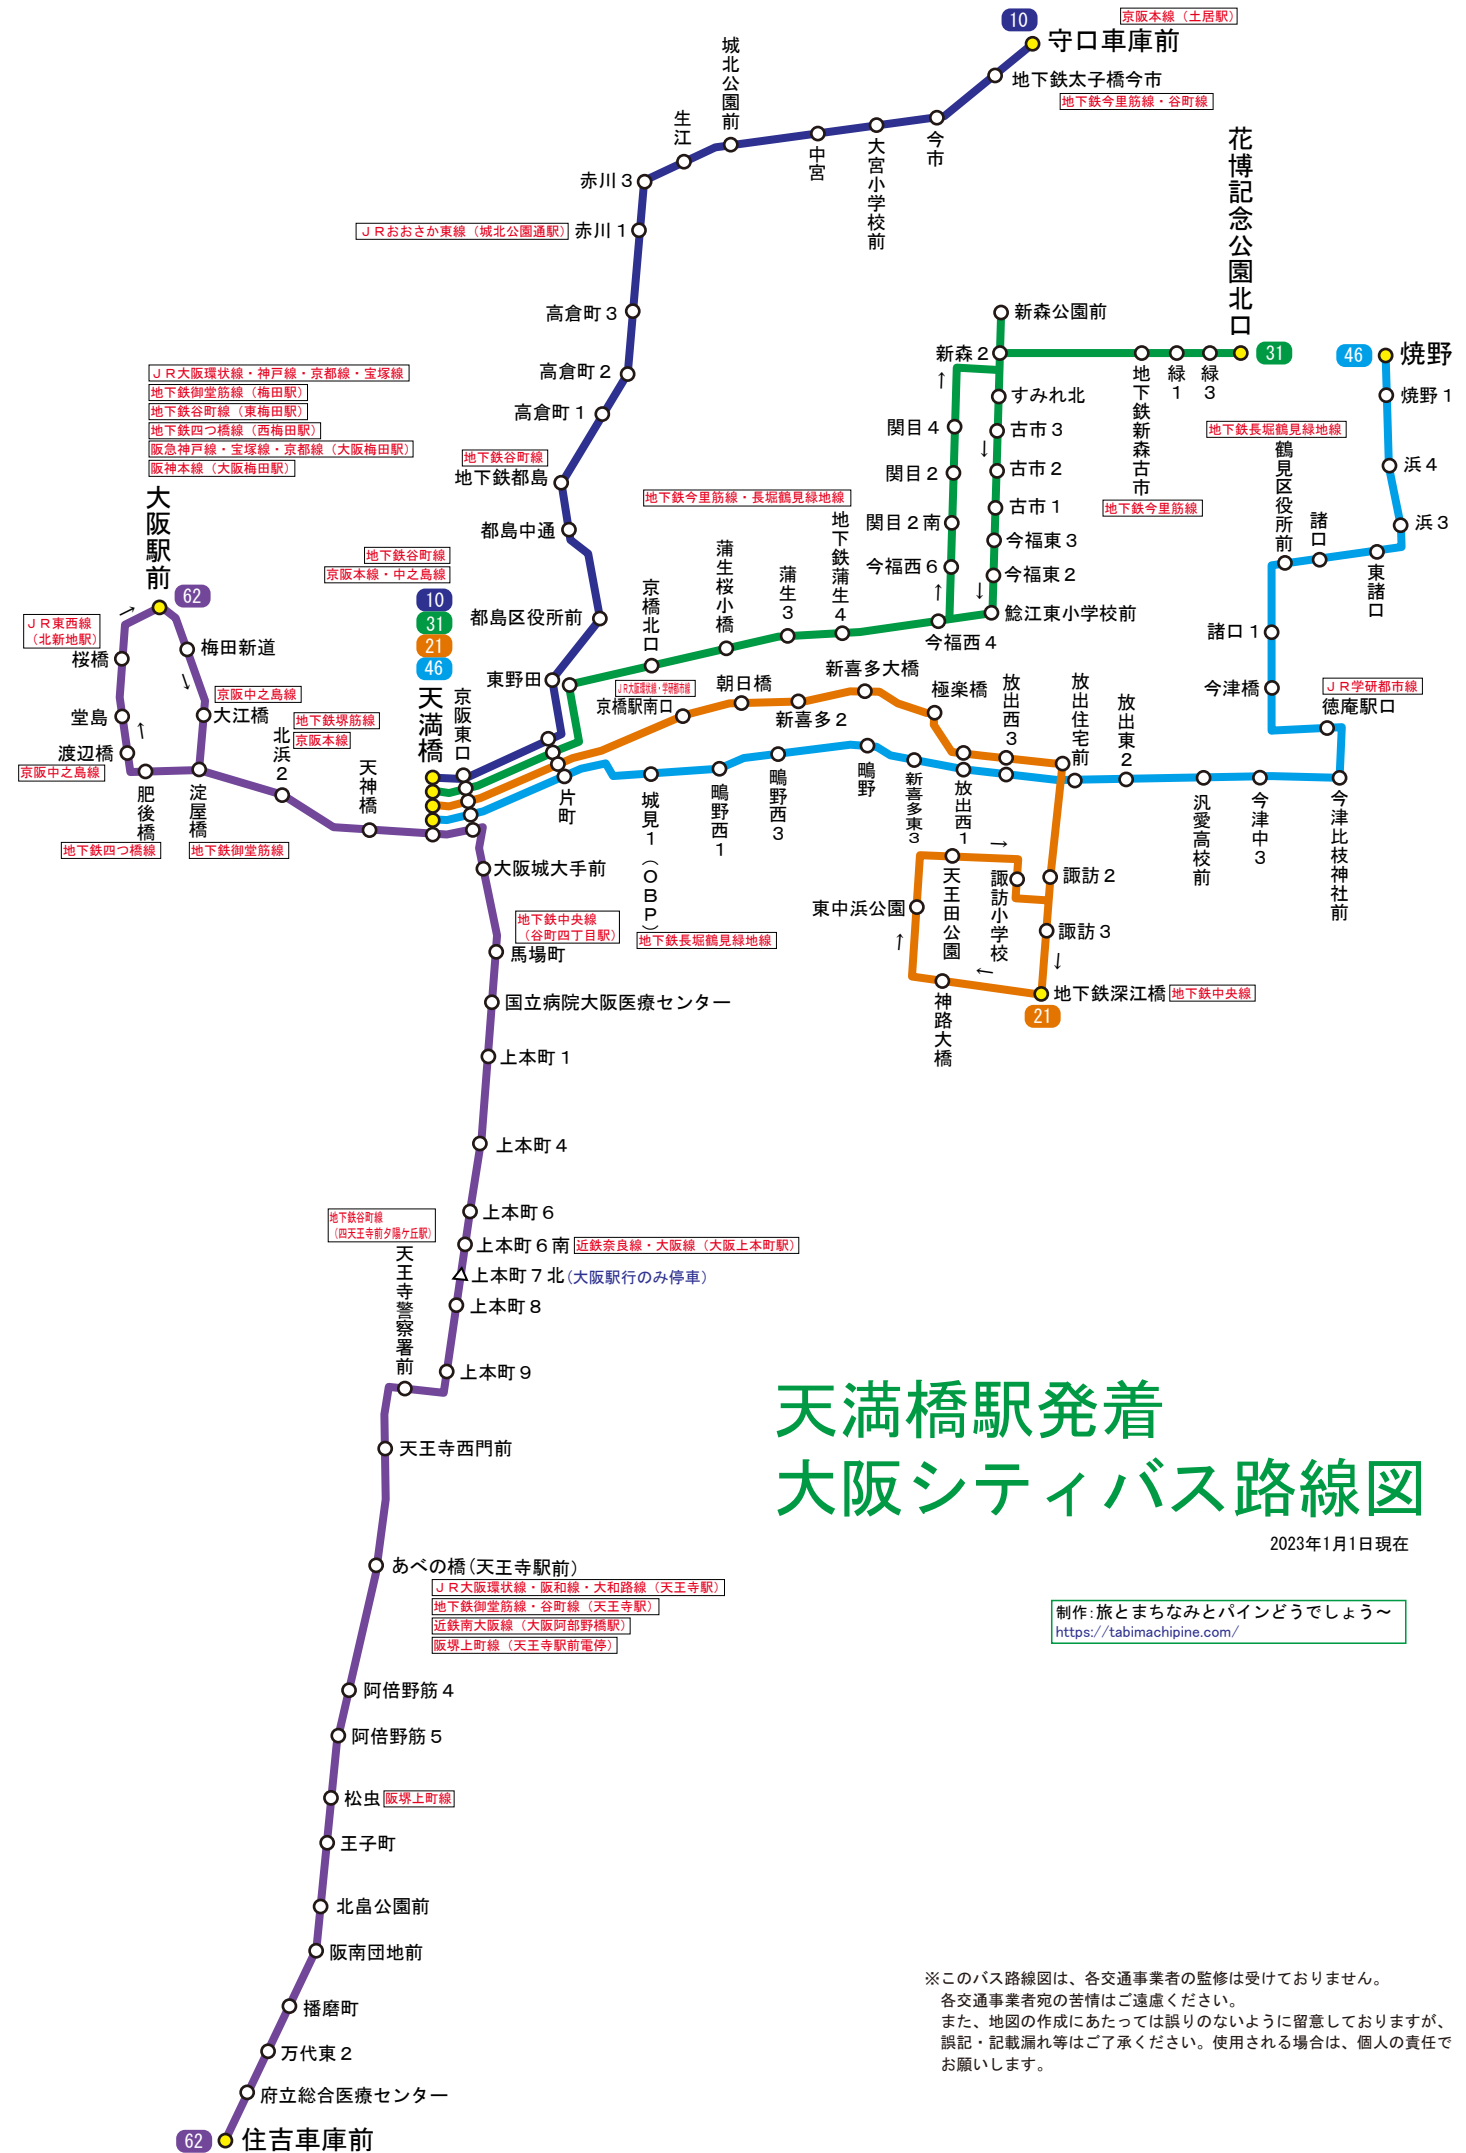 10
京阪本線（土居駅）
守口車庫前
地下鉄太子橋今市
地下鉄今里筋線・谷町線
今市
大宮小学校前
中宮
城北公園前
生江
赤川３
ＪＲおおさか東線（城北公園通駅）
赤川１
高倉町３
高倉町２
高倉町１
地下鉄谷町線
地下鉄都島
都島中通
都島区役所前
東野田
花博記念公園北口
31
新森公園前
新森２
地下鉄新森古市
地下鉄今里筋線
緑１
緑３
すみれ北
古市３
古市２
古市１
今福東３
今福東２
鯰江東小学校前
関目４
関目２
関目２南
今福西６
今福西４
↑
↑
↓
↓
地下鉄今里筋線・長堀鶴見緑地線
地下鉄蒲生４
蒲生３
蒲生桜小橋
京橋北口
46
焼野
焼野１
浜４
浜３
東諸口
諸口
地下鉄長堀鶴見緑地線
鶴見区役所前
諸口１
今津橋
ＪＲ学研都市線
徳庵駅口
今津比枝神社前
今津中３
汎愛高校前
放出東２
放出住宅前
放出西３
放出西１
極楽橋
新喜多大橋
新喜多２
朝日橋
ＪＲ大阪環状線・学研都市線
京橋駅南口
新喜多東３
鴫野
鴫野西３
鴫野西１
城見１（ＯＢＰ）
地下鉄長堀鶴見緑地線
片町
諏訪２
諏訪３
諏訪小学校
天王田公園
東中浜公園
神路大橋
→
↑
←
↓
地下鉄深江橋
地下鉄中央線
21
ＪＲ大阪環状線・神戸線・京都線・宝塚線
地下鉄御堂筋線（梅田駅）
地下鉄谷町線（東梅田駅）
地下鉄四つ橋線（西梅田駅）
阪急神戸線・宝塚線・京都線（大阪梅田駅）
阪神本線（大阪梅田駅）
大阪駅前
62
→
ＪＲ東西線
（北新地駅）
桜橋
堂島
↑
渡辺橋
京阪中之島線
肥後橋
地下鉄四つ橋線
梅田新道
↓
京阪中之島線
大江橋
淀屋橋
地下鉄御堂筋線
地下鉄堺筋線
京阪本線
北浜２
天神橋
地下鉄谷町線
京阪本線・中之島線
10
31
21
46
天満橋
京阪東口
大阪城大手前
地下鉄中央線
（谷町四丁目駅）
馬場町
国立病院大阪医療センター
上本町１
上本町４
上本町６
上本町６南
近鉄奈良線・大阪線（大阪上本町駅）
上本町７北（大阪駅行のみ停車）
上本町８
上本町９
地下鉄谷町線
（四天王寺前夕陽ケ丘駅）
天王寺警察署前
天王寺西門前
あべの橋（天王寺駅前）
ＪＲ大阪環状線・阪和線・大和路線（天王寺駅）
地下鉄御堂筋線・谷町線（天王寺駅）
近鉄南大阪線（大阪阿部野橋駅）
阪堺上町線（天王寺駅前電停）
阿倍野筋４
阿倍野筋５
松虫
阪堺上町線
王子町
北畠公園前
阪南団地前
播磨町
万代東２
府立総合医療センター
62
住吉車庫前
天満橋駅発着
大阪シティバス路線図
2023年1月1日現在
制作：旅とまちなみとパインどうでしょう～
https://tabimachipine.com/
※このバス路線図は、各交通事業者の監修は受けておりません。
各交通事業者宛の苦情はご遠慮ください。
また、地図の作成にあたっては誤りのないように留意しておりますが、
誤記・記載漏れ等はご了承ください。使用される場合は、個人の責任で
お願いします。